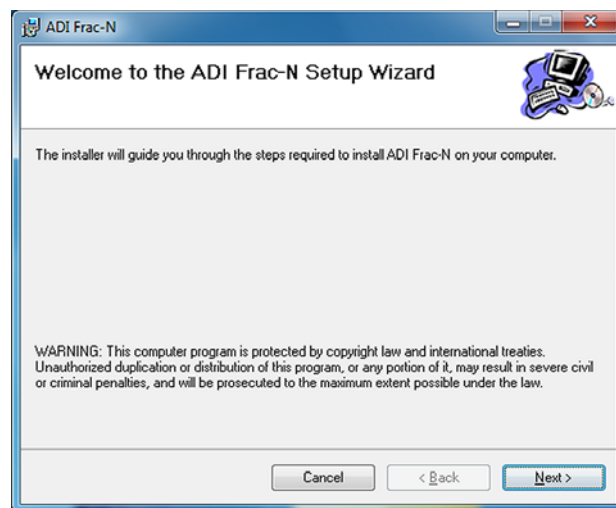 ADI Frac-N
Welcome to the ADI Frac-N Setup Wizard
The installer will guide you through the steps required to install ADI Frac-N on your computer.
WARNING: This computer program is protected by copyright law and international treaties.
Unauthorized duplication or distribution of this program, or any portion of it, may result in severe civil
or criminal penalties, and will be prosecuted to the maximum extent possible under the law.
Cancel
< Back
Next >